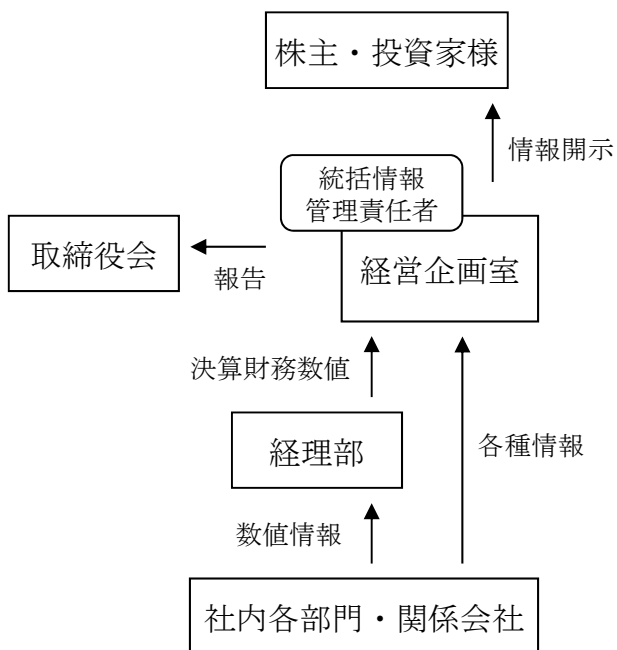 株主・投資家様
情報開示
統括情報
管理責任者
取締役会
報告
経営企画室
決算財務数値
経理部
各種情報
数値情報
社内各部門・関係会社